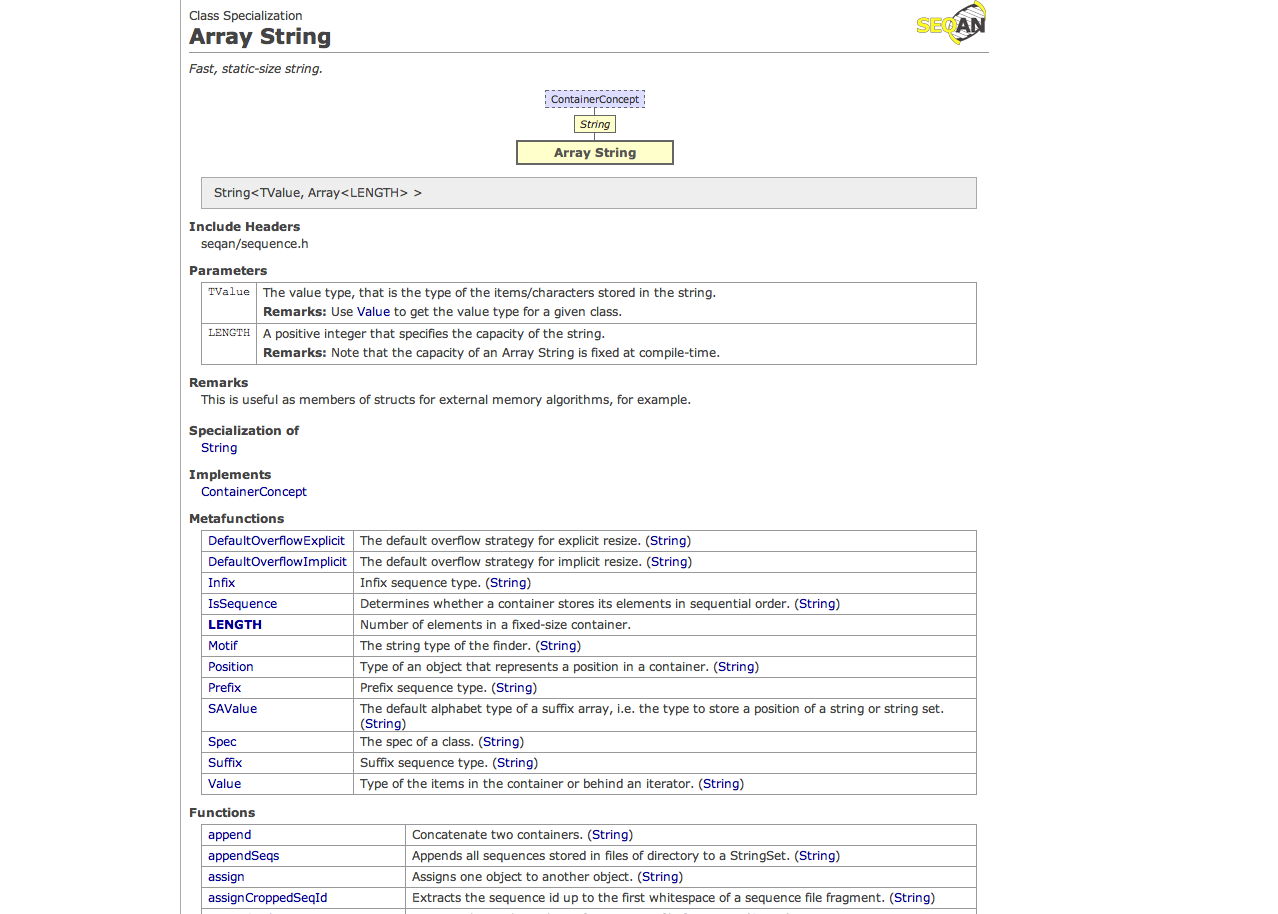 Class Specialization
Array String
SEQAN
Fast, static-size string.
ContainerConcept
String
Array String
String<TValue, Array<LENGTH> >
Include Headers
seqan/sequence.h
Parameters
TValue The value type, that is the type of the items/characters stored in the string.
Remarks: Use Value to get the value type for a given class.
LENGTH A positive integer that specifies the capacity of the string.
Remarks: Note that the capacity of an Array String is fixed at compile-time.
Remarks
This is useful as members of structs for external memory algorithms, for example.
Specialization of
String
Implements
ContainerConcept
Metafunctions
DefaultOverflowExplicit The default overflow strategy for explicit resize. (String)
DefaultOverflowImplicit The default overflow strategy for implicit resize. (String)
Infix Infix sequence type. (String)
IsSequence Determines whether a container stores its elements in sequential order. (String)
LENGTH Number of elements in a fixed-size container.
Motif The string type of the finder. (String)
Position Type of an object that represents a position in a container. (String)
Prefix Prefix sequence type. (String)
SAValue The default alphabet type of a suffix array, i.e. the type to store a position of a string or string set.
(String)
Spec The spec of a class. (String)
Suffix Suffix sequence type. (String)
Value Type of the items in the container or behind an iterator. (String)
Functions
append Concatenate two containers. (String)
appendSeqs Appends all sequences stored in files of directory to a StringSet. (String)
assign Assigns one object to another object. (String)
assignCroppedSeqId Extracts the sequence id up to the first whitespace of a sequence file fragment. (String)